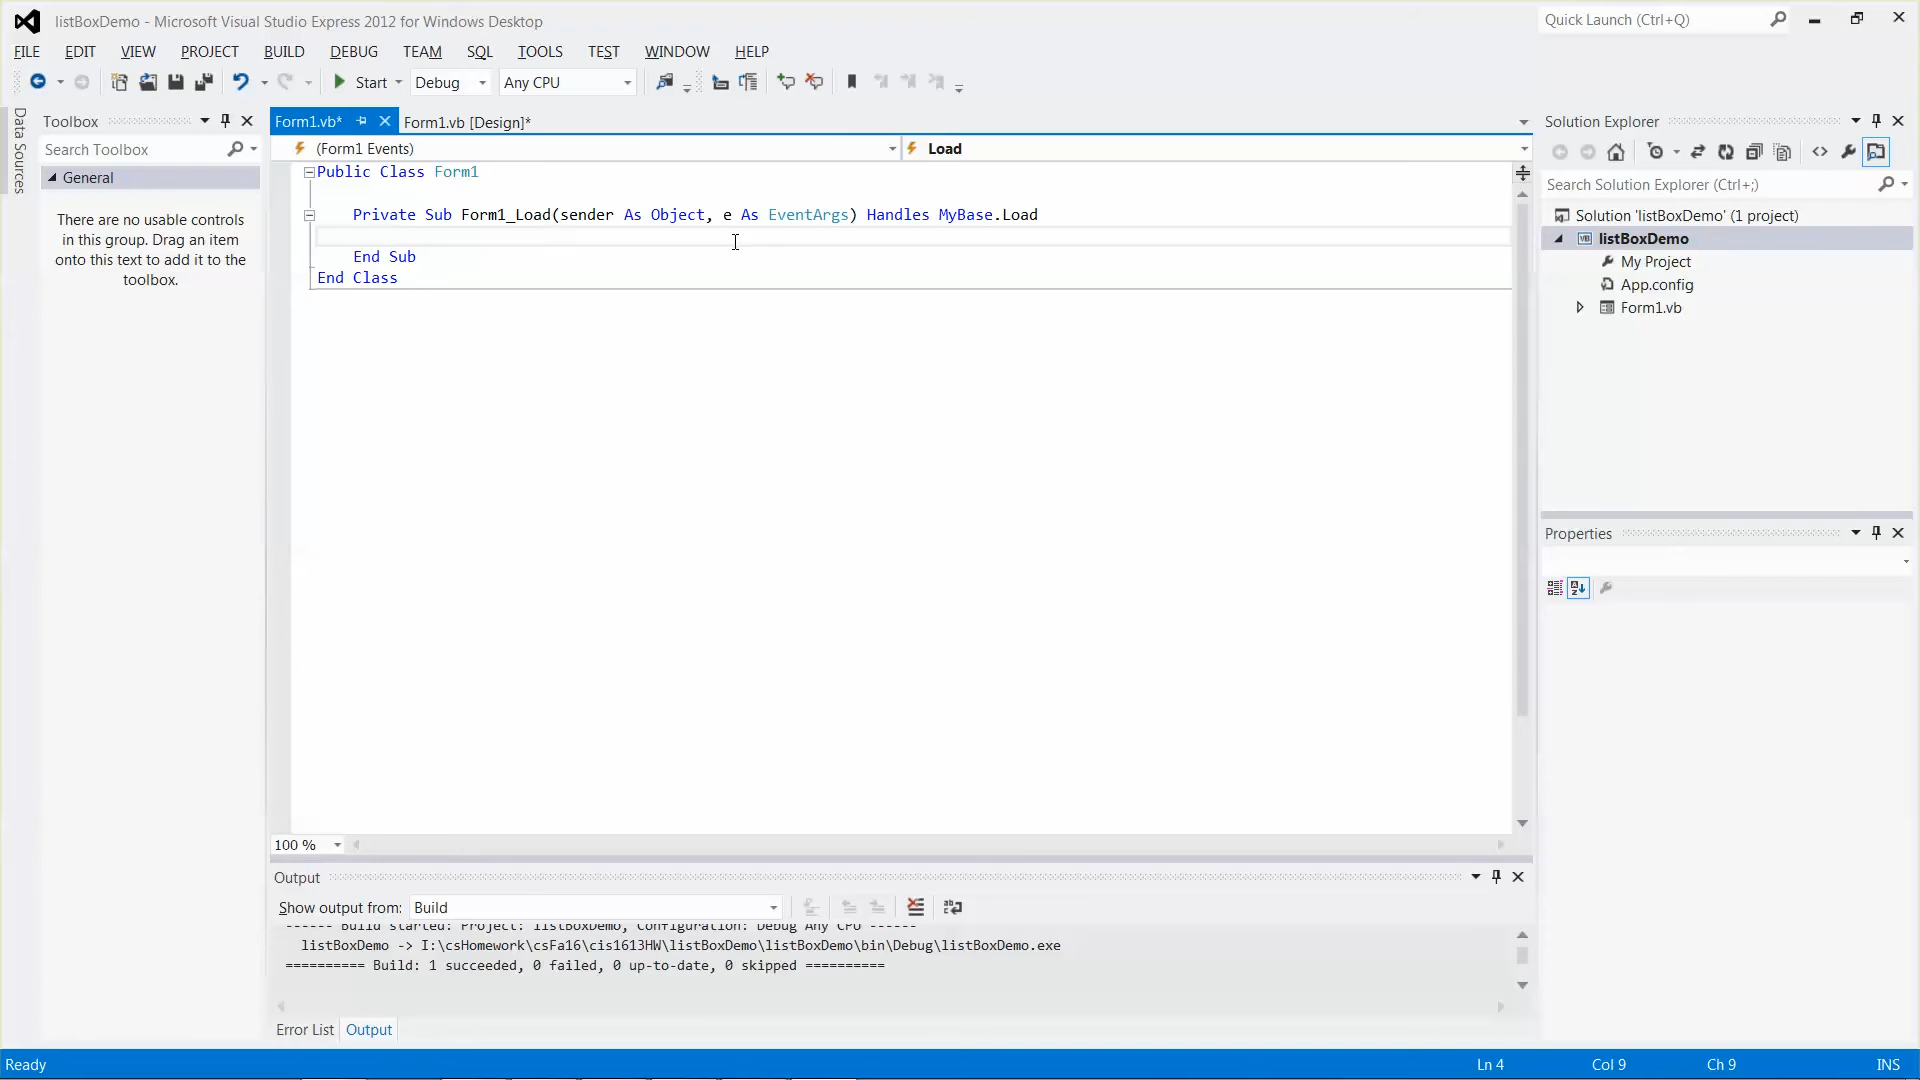 listBoxDemo - Microsoft Visual Studio Express 2012 for Windows Desktop
Quick Launch (Ctrl+Q)
FILE EDIT VIEW PROJECT BUILD DEBUG TEAM SQL TOOLS TEST WINDOW HELP
Start Debug Any CPU
Data Sources
Toolbox
Search Toolbox
General
There are no usable controls
in this group. Drag an item
onto this text to add it to the
toolbox.
Form1.vb* Form1.vb [Design]*
(Form1 Events) Load
Public Class Form1
Private Sub Form1_Load(sender As Object, e As EventArgs) Handles MyBase.Load
End Sub
End Class
100 %
Output
Show output from: Build
------ Build started: Project: listBoxDemo, Configuration: Debug Any CPU ------
listBoxDemo -> I:\csHomework\csFa16\cis1613HW\listBoxDemo\listBoxDemo\bin\Debug\listBoxDemo.exe
========== Build: 1 succeeded, 0 failed, 0 up-to-date, 0 skipped ==========
Error List Output
Solution Explorer
Search Solution Explorer (Ctrl+;)
Solution 'listBoxDemo' (1 project)
listBoxDemo
My Project
App.config
Form1.vb
Properties
Ready Ln 4 Col 9 Ch 9 INS